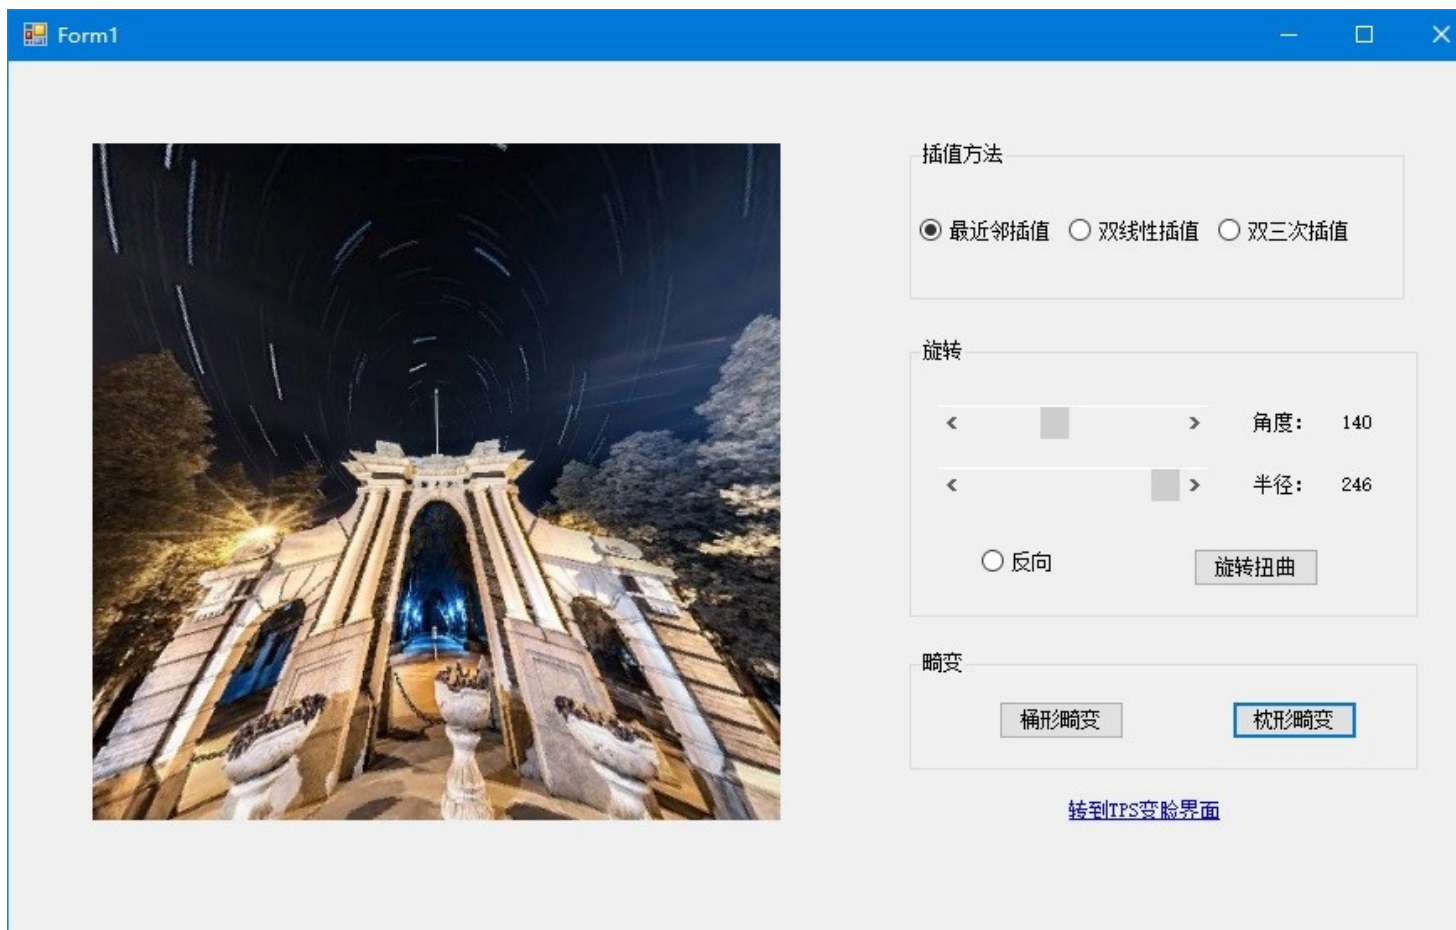 Form1
插值方法
最近邻插值 双线性插值 双三次插值
旋转
角度: 140
半径: 246
反向 旋转扭曲
畸变
桶形畸变 枕形畸变
转到TPS变脸界面